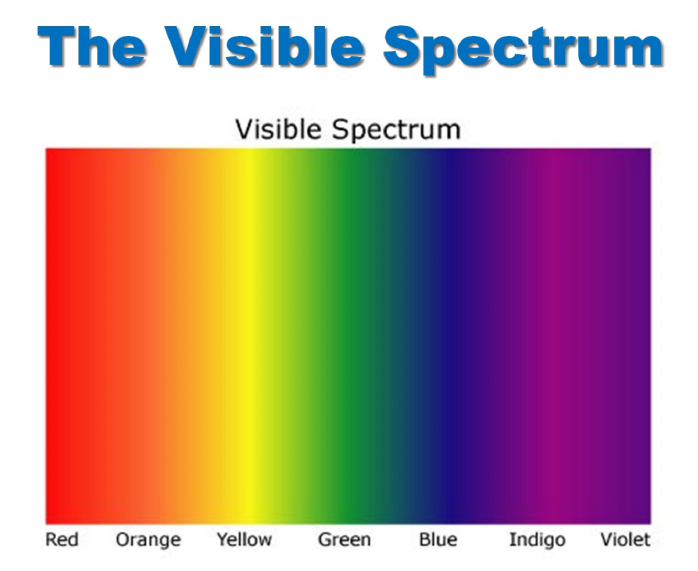 The Visible Spectrum
Visible Spectrum
Red Orange Yellow Green Blue Indigo Violet